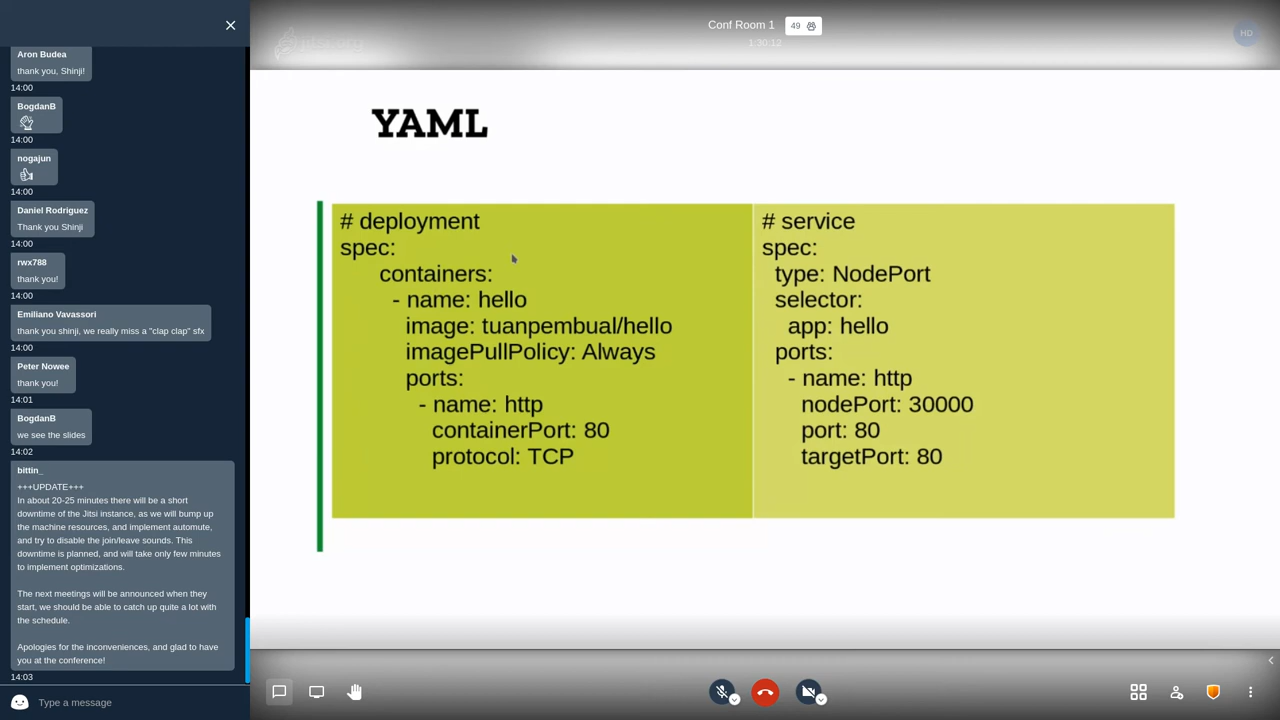 Aron Budea
thank you, Shinji!
14:00
BogdanB
14:00
nogajun
14:00
Daniel Rodriguez
Thank you Shinji
14:00
rwx788
thank you!
14:00
Emiliano Vavassori
thank you shinji, we really miss a "clap clap" sfx
14:00
Peter Nowee
thank you!
14:01
BogdanB
we see the slides
14:02
bittin_
+++UPDATE+++
In about 20-25 minutes there will be a short
downtime of the Jitsi instance, as we will bump up
the machine resources, and implement automute,
and try to disable the join/leave sounds. This
downtime is planned, and will take only few minutes
to implement optimizations.
The next meetings will be announced when they
start, we should be able to catch up quite a lot with
the schedule.
Apologies for the inconveniences, and glad to have
you at the conference!
14:03
Type a message
jitsi.org
Conf Room 1
49
1:30:12
HD
YAML
# deployment
spec:
containers:
- name: hello
image: tuanpembual/hello
imagePullPolicy: Always
ports:
- name: http
containerPort: 80
protocol: TCP
# service
spec:
type: NodePort
selector:
app: hello
ports:
- name: http
nodePort: 30000
port: 80
targetPort: 80